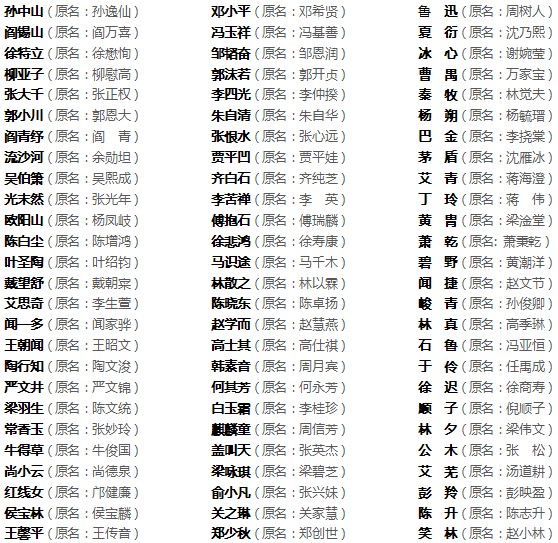 孙中山（原名：孙逸仙） 邓小平（原名：邓希贤） 鲁　迅（原名：周树人）
阎锡山（原名：阎万喜） 冯玉祥（原名：冯基善） 夏　衍（原名：沈乃熙）
徐特立（原名：徐懋恂） 邹韬奋（原名：邹恩润） 冰　心（原名：谢婉莹）
柳亚子（原名：柳慰高） 郭沫若（原名：郭开贞） 曹　禺（原名：万家宝）
张大千（原名：张正权） 李四光（原名：李仲揆） 秦　牧（原名：林觉夫）
郭小川（原名：郭恩大） 朱自清（原名：朱自华） 杨　朔（原名：杨毓瑨）
阎青纾（原名：阎　青） 张恨水（原名：张心远） 巴　金（原名：李挠棠）
流沙河（原名：余勋坦） 贾平凹（原名：贾平娃） 茅　盾（原名：沈雁冰）
吴伯箫（原名：吴熙成） 齐白石（原名：齐纯芝） 艾　青（原名：蒋海澄）
光未然（原名：张光年） 李苦禅（原名：李　英） 丁　玲（原名：蒋　伟）
欧阳山（原名：杨凤岐） 傅抱石（原名：傅瑞麟） 黄　胄（原名：梁淦堂）
陈白尘（原名：陈增鸿） 徐悲鸿（原名：徐寿康） 萧　乾（原名：萧秉乾）
叶圣陶（原名：叶绍钧） 马识途（原名：马千木） 碧　野（原名：黄潮洋）
戴望舒（原名：戴朝寀） 林散之（原名：林以霖） 闻　捷（原名：赵文节）
艾思奇（原名：李生萱） 陈晓东（原名：陈卓扬） 峻　青（原名：孙俊卿）
闻一多（原名：闻家骅） 赵学而（原名：赵慧燕） 林　真（原名：高季琳）
王朝闻（原名：王昭文） 高士其（原名：高仕祺） 石　鲁（原名：冯亚恒）
陶行知（原名：陶文浚） 韩素音（原名：周月宾） 于　伶（原名：任禹成）
严文井（原名：严文锦） 何其芳（原名：何永芳） 徐　迟（原名：徐商寿）
梁羽生（原名：陈文统） 白玉霜（原名：李桂珍） 顺　子（原名：倪顺子）
常香玉（原名：张妙玲） 麒麟童（原名：周信芳） 林　夕（原名：梁伟文）
牛得草（原名：牛俊国） 盖叫天（原名：张英杰） 公　木（原名：张　松）
尚小云（原名：尚德泉） 梁咏琪（原名：梁碧芝） 艾　芜（原名：汤道耕）
红线女（原名：邝健廉） 俞小凡（原名：张兴妹） 彭　羚（原名：彭映盈）
侯宝林（原名：侯宝麟） 关之琳（原名：关家慧） 陈　升（原名：陈志升）
王馨平（原名：王传音） 郑少秋（原名：郑创世） 笑　林（原名：赵小林）